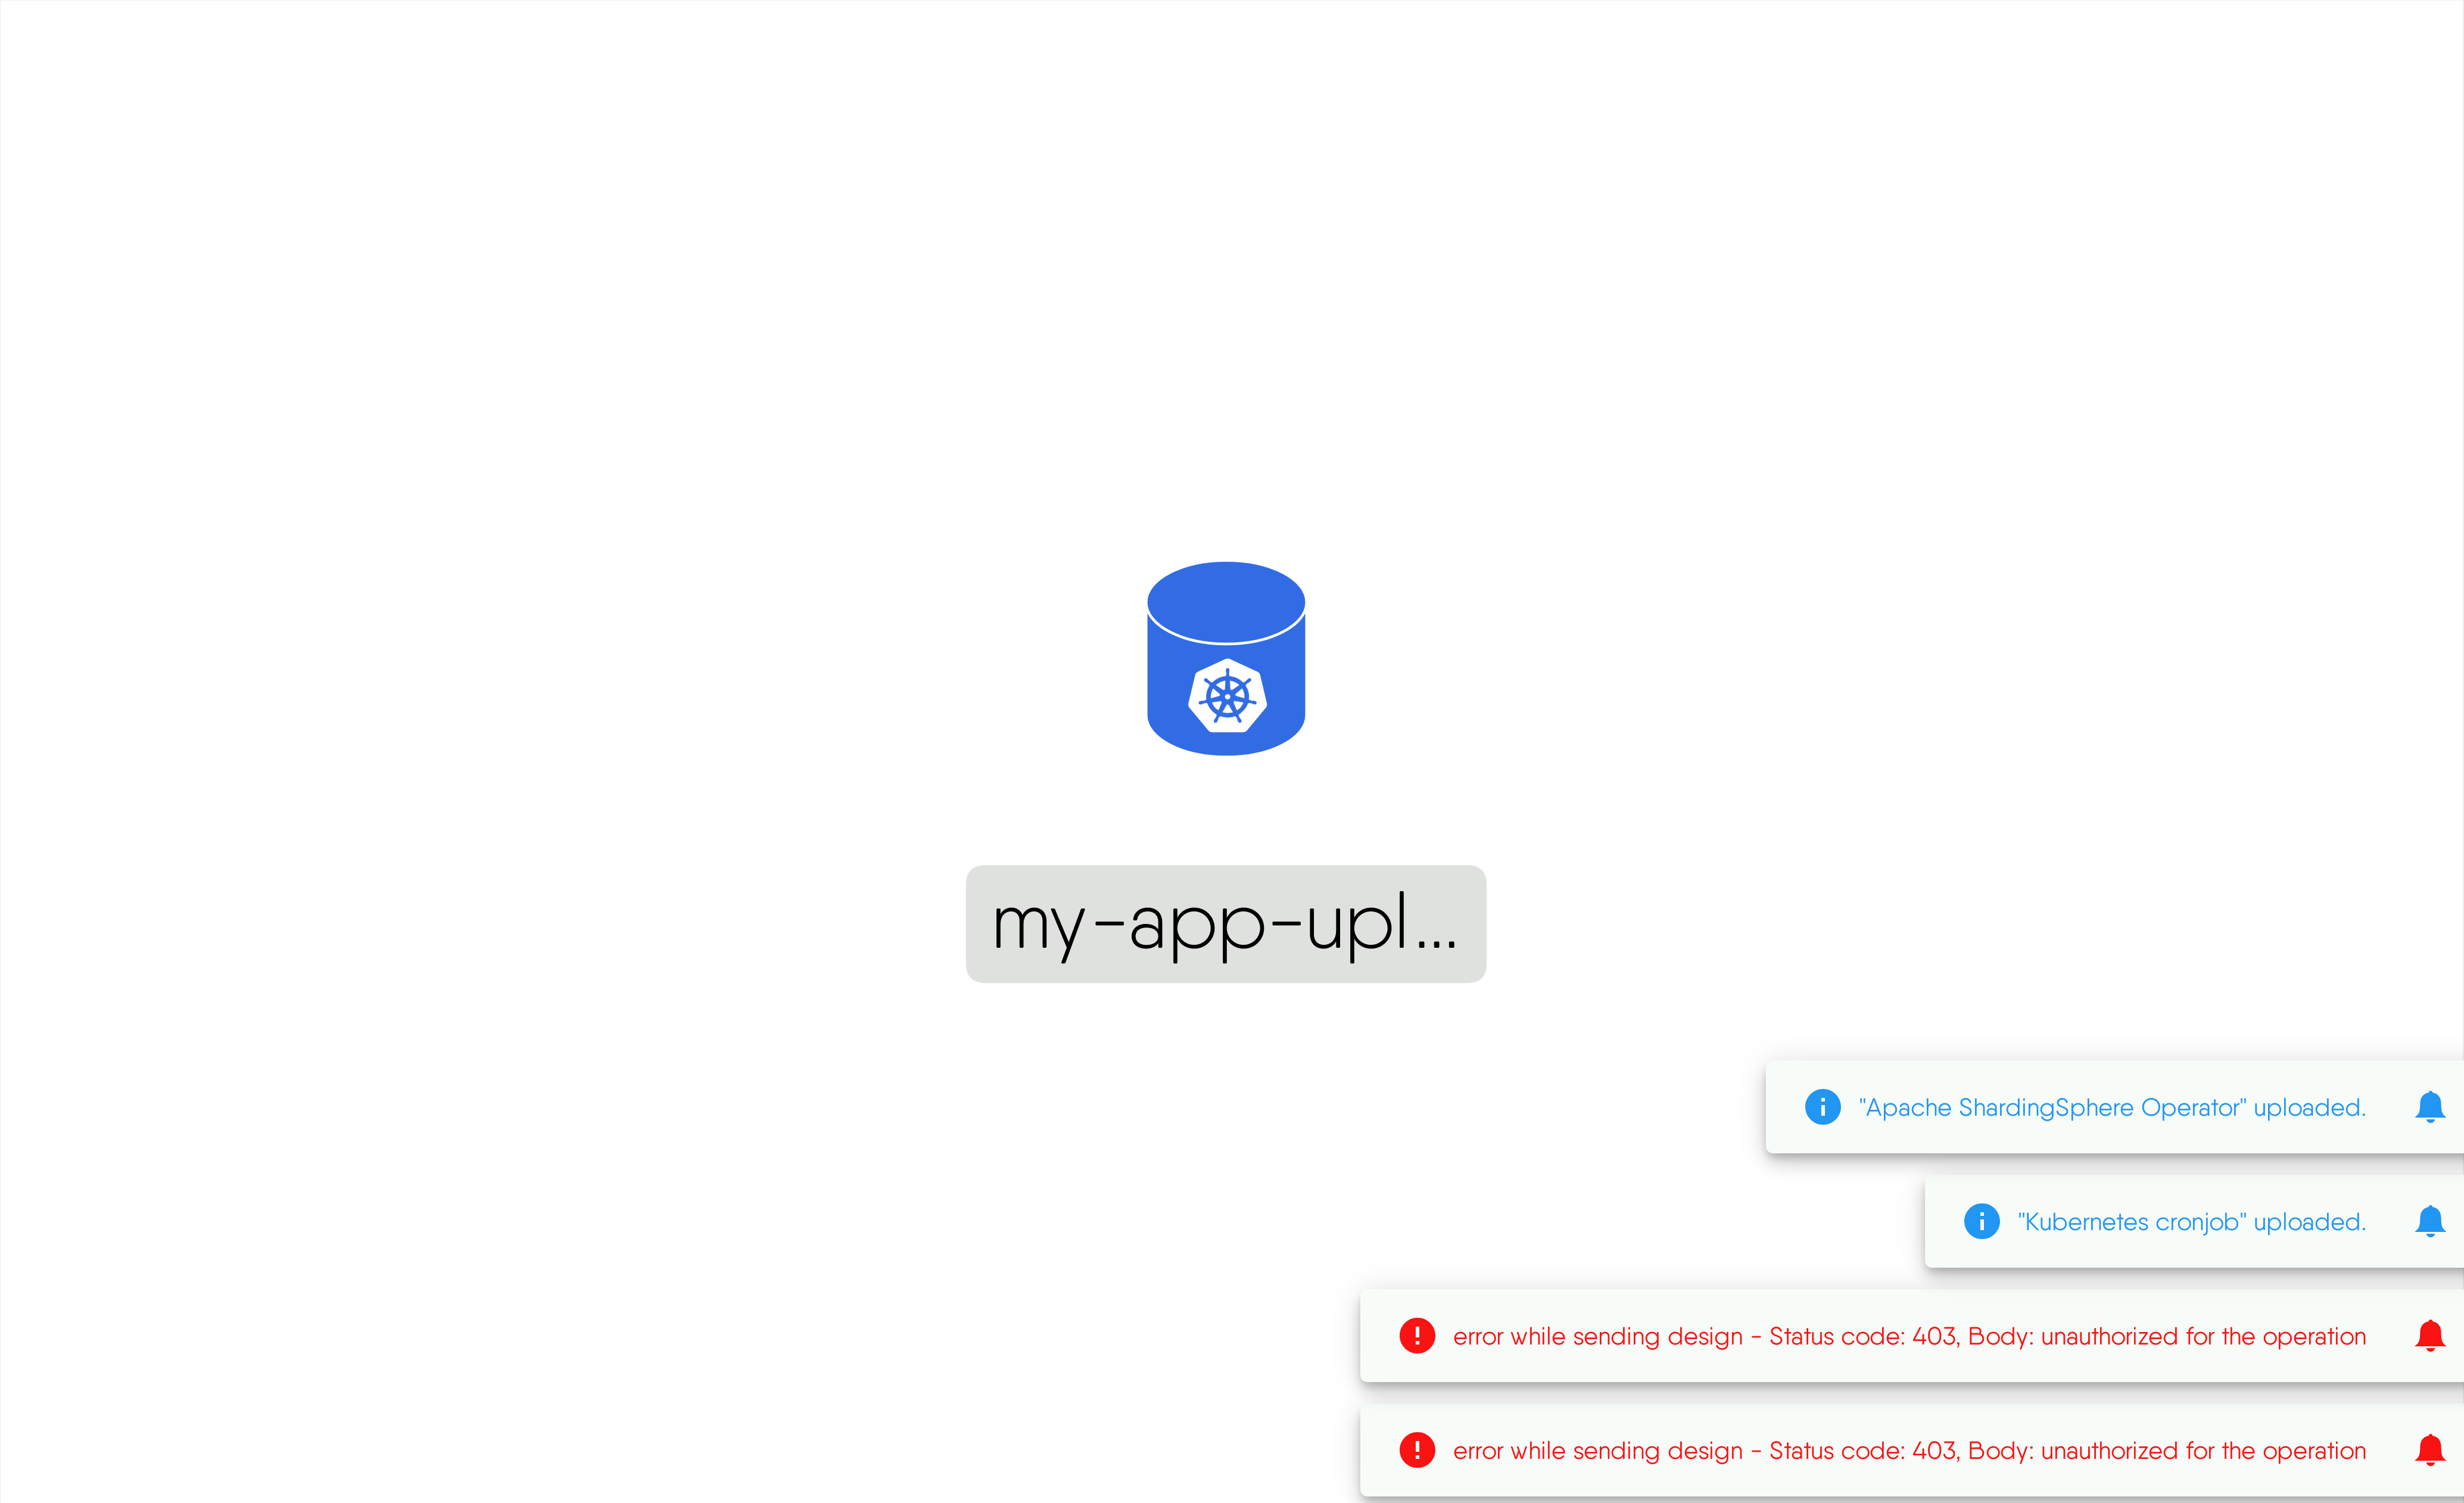 my-app-upl...
"Apache ShardingSphere Operator" uploaded.
"Kubernetes cronjob" uploaded.
error while sending design - Status code: 403, Body: unauthorized for the operation
error while sending design - Status code: 403, Body: unauthorized for the operation